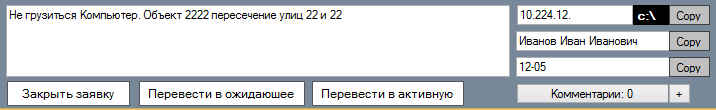 Не грузиться Компьютер. Объект 2222 пересечение улиц 22 и 22
10.224.12. c:\ Copy
Иванов Иван Иванович Copy
12-05 Copy
Закрыть заявку Перевести в ожидаюшее Перевести в активную Комментарии: 0 +